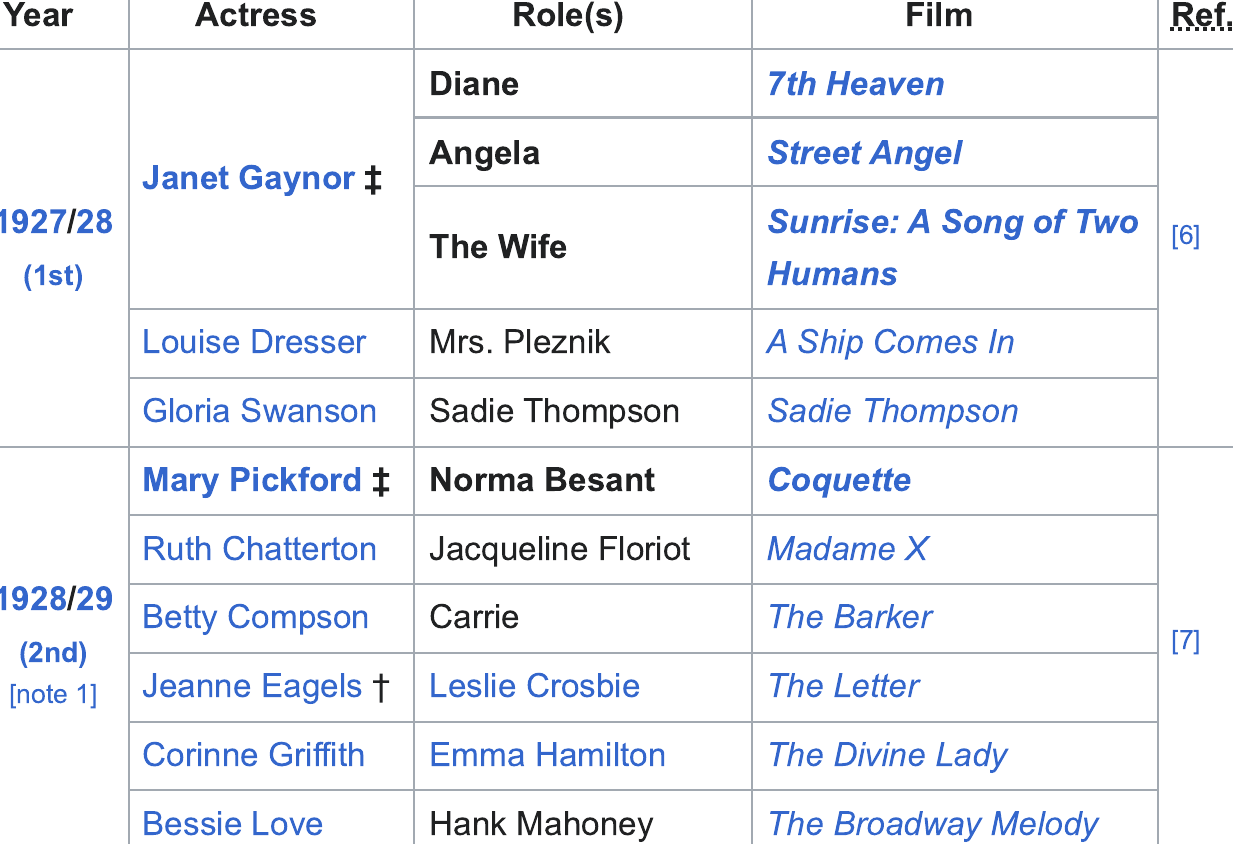 Year Actress Role(s) Film Ref.
1927/28
(1st)
Janet Gaynor ‡
Diane 7th Heaven
Angela Street Angel
The Wife Sunrise: A Song of Two
Humans
[6]
Louise Dresser Mrs. Pleznik A Ship Comes In
Gloria Swanson Sadie Thompson Sadie Thompson
1928/29
(2nd)
[note 1]
Mary Pickford ‡ Norma Besant Coquette
[7]
Ruth Chatterton Jacqueline Floriot Madame X
Betty Compson Carrie The Barker
Jeanne Eagels † Leslie Crosbie The Letter
Corinne Griffith Emma Hamilton The Divine Lady
Bessie Love Hank Mahoney The Broadway Melody